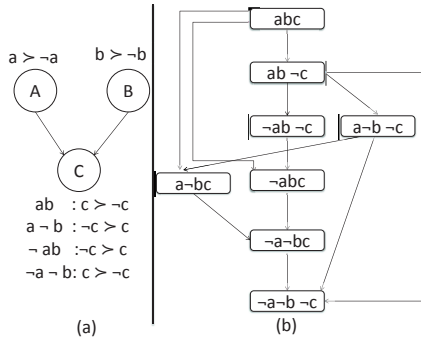 a ≻ ¬a
b ≻ ¬b
A
B
C
ab : c ≻ ¬c
a ¬ b : ¬c ≻ c
¬ ab :¬c ≻ c
¬a ¬ b: c ≻ ¬c
(a)
abc
ab ¬c
¬ab ¬c
a¬b ¬c
a¬bc
¬abc
¬a¬bc
¬a¬b ¬c
(b)